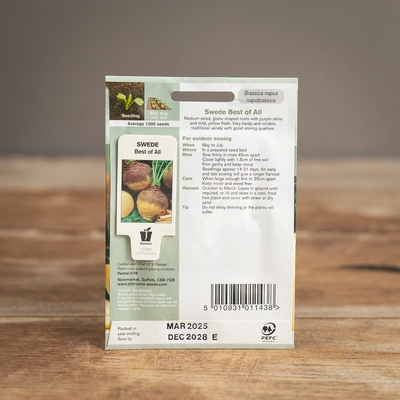 Brassica napus
napobrassica
Seedling
Average 1000 seeds
Swede Best of All
Medium-sized, globe shaped roots with purple skins
and mild, yellow flesh. Very hardy and reliable,
traditional variety with good storing qualities.
For outdoor sowing
When May to July
Where In a prepared seed bed
How Sow thinly in rows 45cm apart
Cover lightly with 1.5cm of fine soil
Firm gently and keep moist
Seedlings appear 14-21 days. An early
and late sowing will give a longer harvest
Care When large enough thin to 25cm apart
Keep moist and weed free
Harvest October to March. Leave in ground until
required, or lift and store in a cool, frost
free place and cover with straw or dry
sand
Tip Do not delay thinning or the plants will
suffer
SWEDE
Best of All
Newmarket, Suffolk, CB8 7QB
www.johnsons-seeds.com
5 010931 011438 >
Packed in
year ending MAR 2025
Sow by DEC 2028 E
PEFC